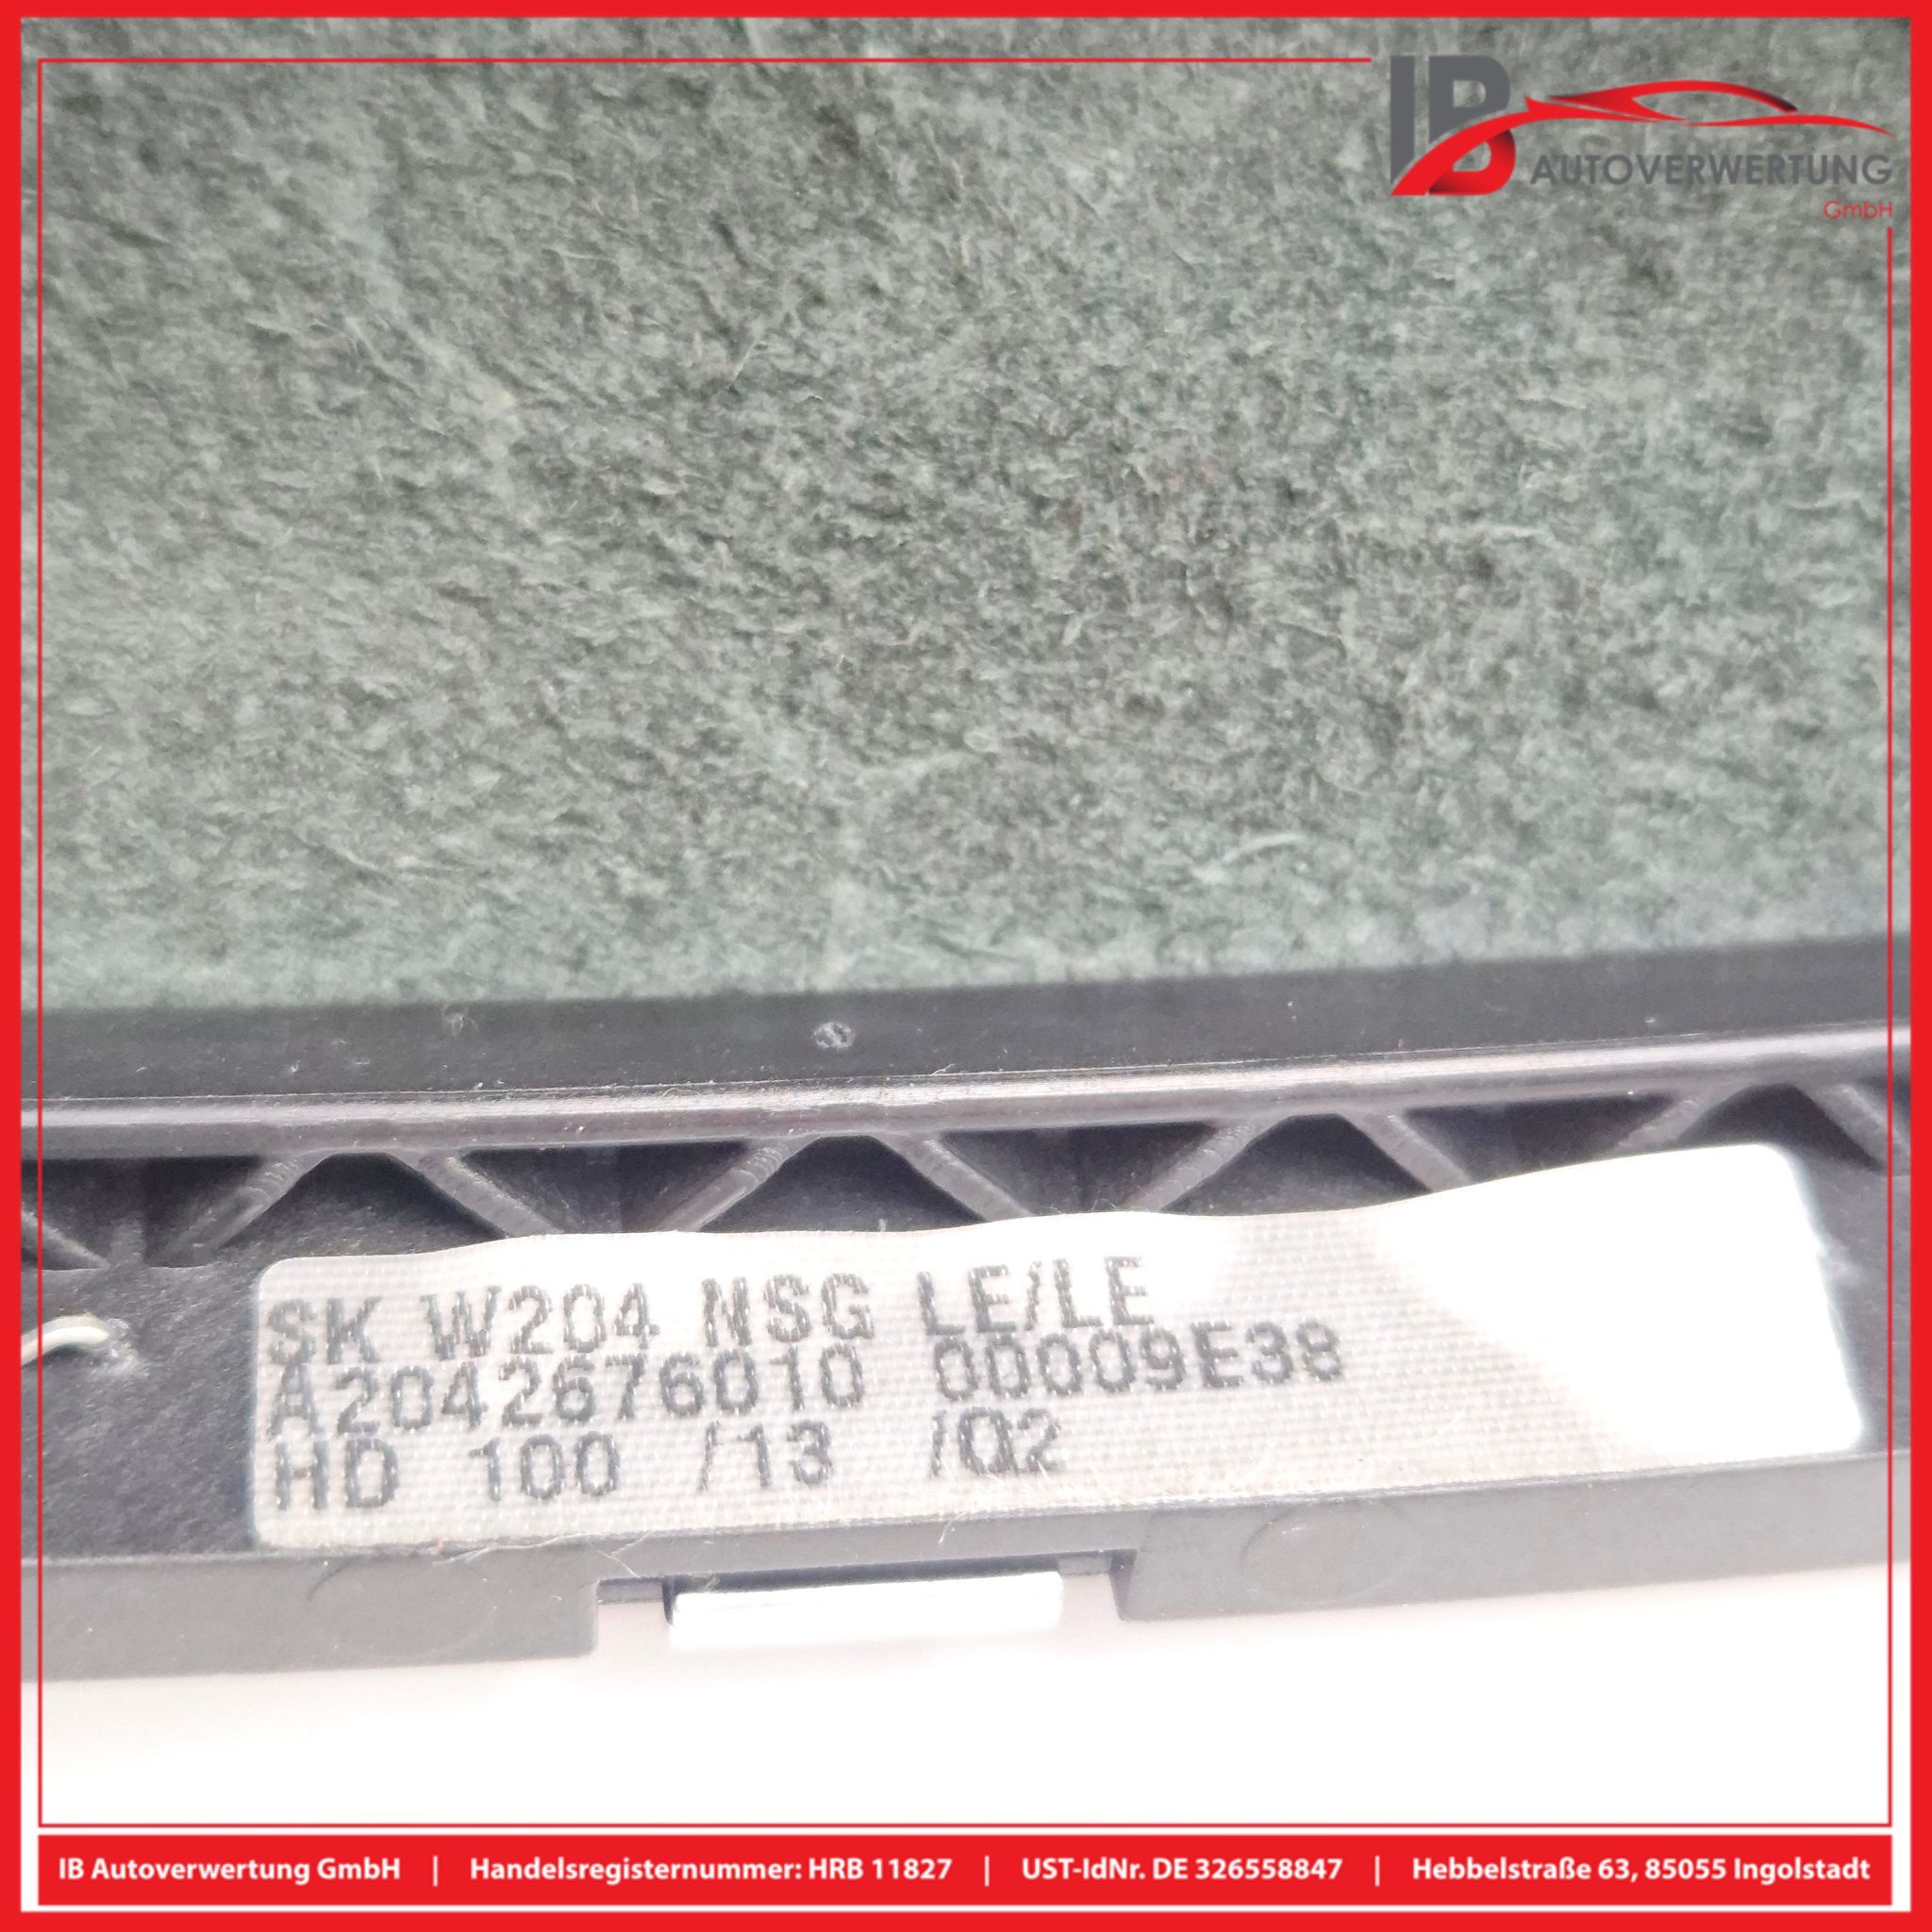 IB
AUTOVERWERTUNG
GmbH
SK W204 NSG LE/LE
A2042676010 00009E38
HD 100 /13 /Q2
IB Autoverwertung GmbH | Handelsregisternummer: HRB 11827 | UST-IdNr. DE 326558847 | Hebbelstraße 63, 85055 Ingolstadt